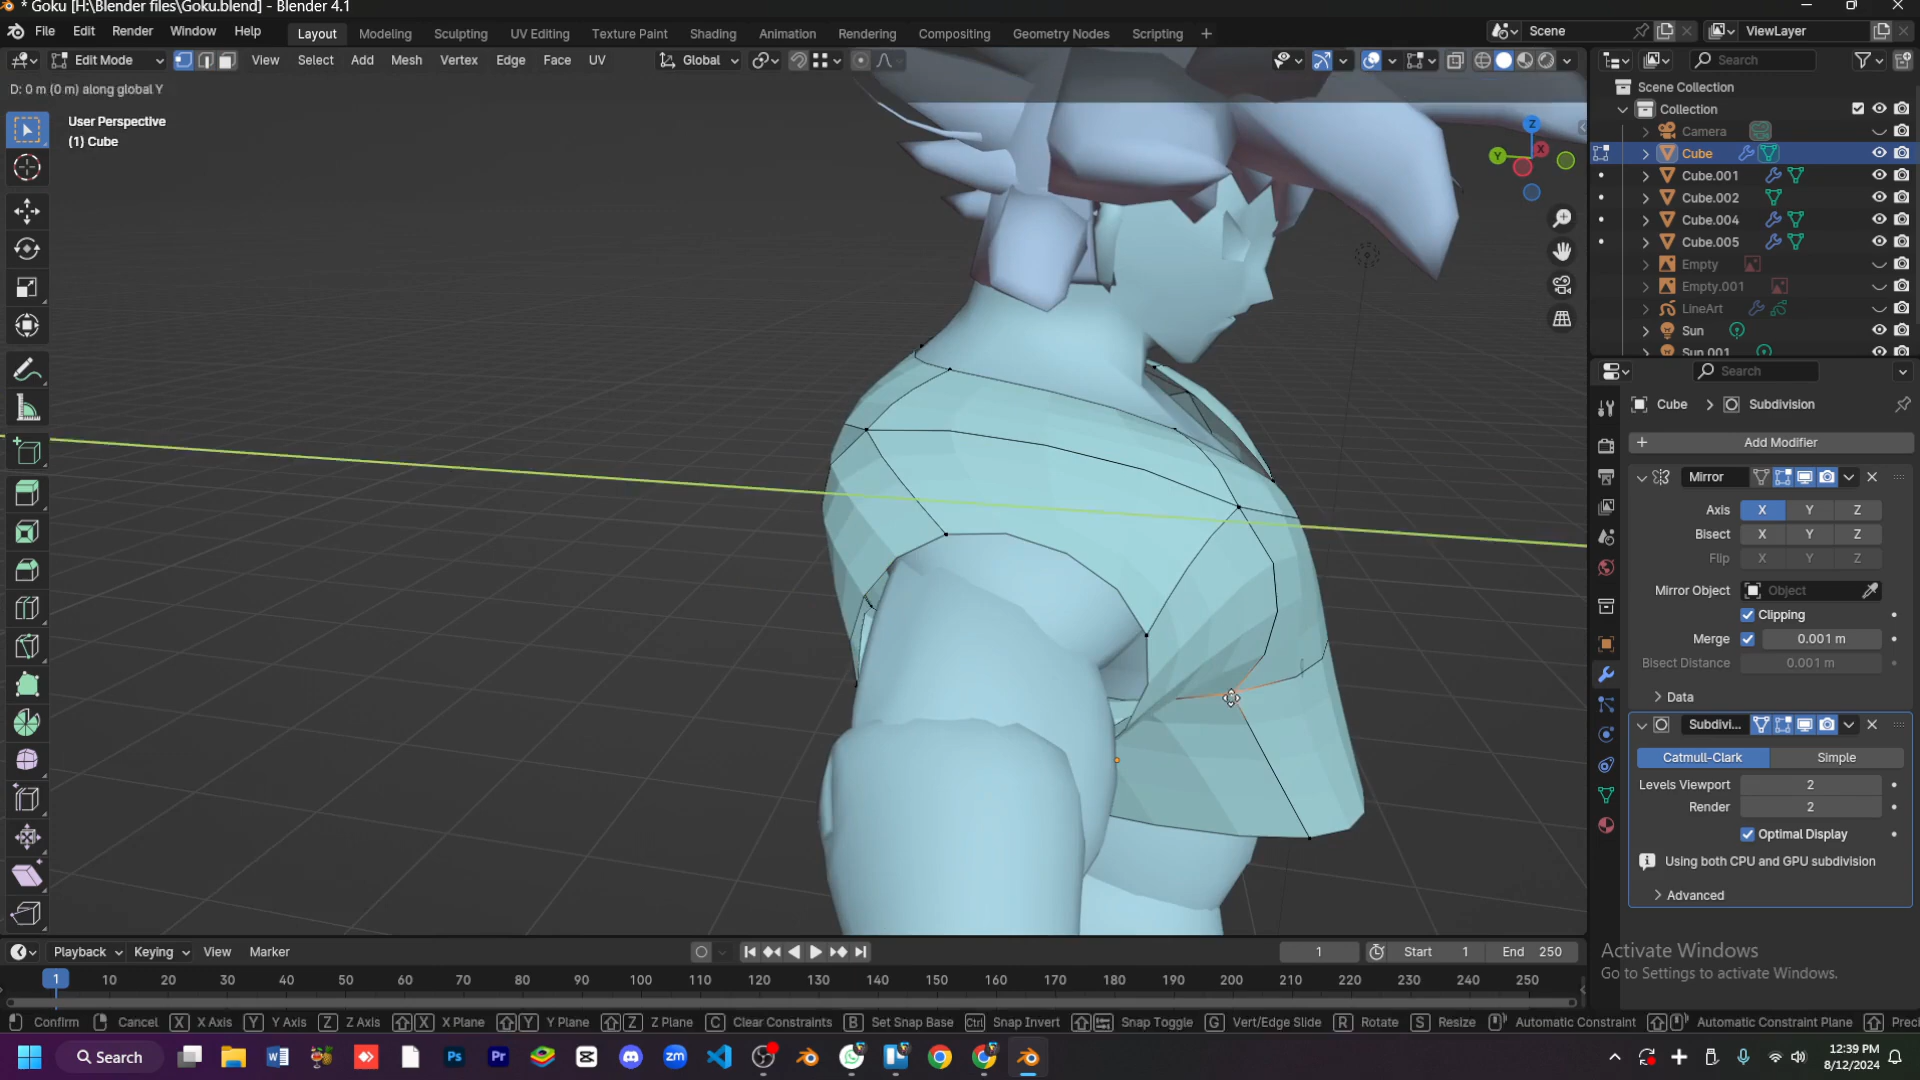 * Goku [H:\Blender files\Goku.blend] - Blender 4.1
File Edit Render Window Help Layout Modeling Sculpting UV Editing Texture Paint Shading Animation Rendering Compositing Geometry Nodes Scripting + Scene ViewLayer
Edit Mode View Select Add Mesh Vertex Edge Face UV Global Search
D: 0 m (0 m) along global Y
User Perspective
(1) Cube
Z
Y
X
Scene Collection
Collection
Camera
Cube
Cube.001
Cube.002
Cube.004
Cube.005
Empty
Empty.001
LineArt
Sun
Sun.001
Search
Cube > Subdivision
+ Add Modifier
Mirror
Axis X Y Z
Bisect X Y Z
Flip X Y Z
Mirror Object Object
Clipping
Merge 0.001 m
Bisect Distance 0.001 m
Data
Subdivi...
Catmull-Clark Simple
Levels Viewport 2
Render 2
Optimal Display
Using both CPU and GPU subdivision
Advanced
Activate Windows
Go to Settings to activate Windows.
Playback Keying View Marker 1 Start 1 End 250
1 10 20 30 40 50 60 70 80 90 100 110 120 130 140 150 160 170 180 190 200 210 220 230 240 250
Confirm Cancel X X Axis Y Y Axis Z Z Axis X X Plane Y Y Plane Z Z Plane C Clear Constraints B Set Snap Base Ctrl Snap Invert Snap Toggle G Vert/Edge Slide R Rotate S Resize Automatic Constraint Automatic Constraint Plane Preci
Search 12:39 PM
8/12/2024